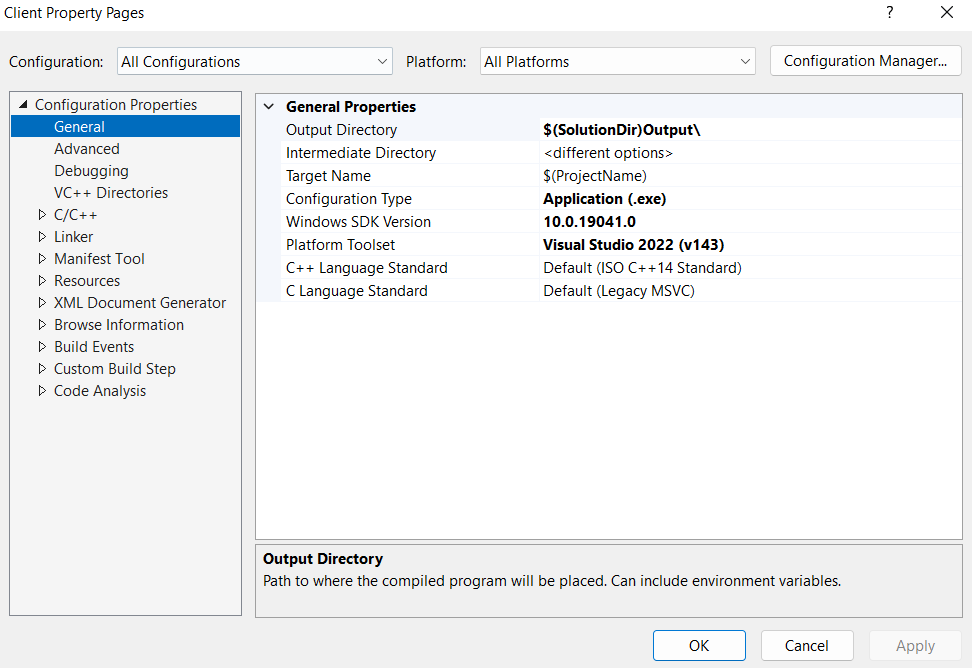 Client Property Pages
?
Configuration: All Configurations Platform: All Platforms Configuration Manager...
Configuration Properties
General
Advanced
Debugging
VC++ Directories
C/C++
Linker
Manifest Tool
Resources
XML Document Generator
Browse Information
Build Events
Custom Build Step
Code Analysis
General Properties
Output Directory $(SolutionDir)Output\
Intermediate Directory <different options>
Target Name $(ProjectName)
Configuration Type Application (.exe)
Windows SDK Version 10.0.19041.0
Platform Toolset Visual Studio 2022 (v143)
C++ Language Standard Default (ISO C++14 Standard)
C Language Standard Default (Legacy MSVC)
Output Directory
Path to where the compiled program will be placed. Can include environment variables.
OK Cancel Apply